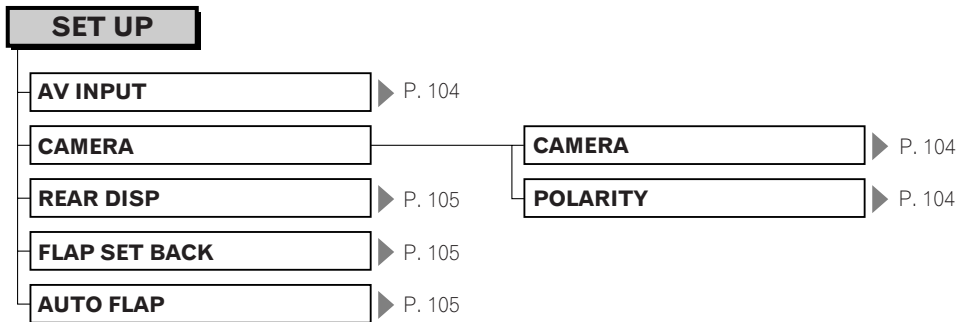 SET UP
AV INPUT P. 104
CAMERA CAMERA P. 104
REAR DISP P. 105 POLARITY P. 104
FLAP SET BACK P. 105
AUTO FLAP P. 105